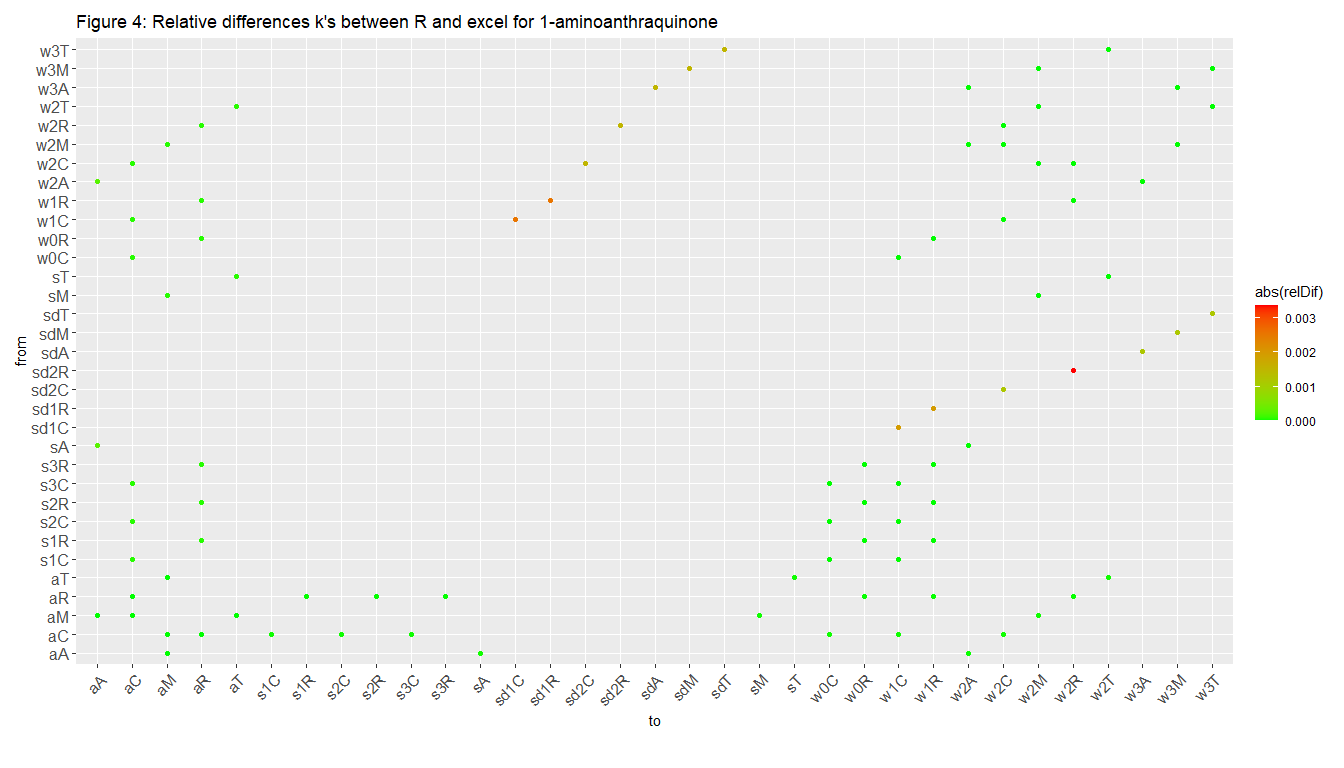 Figure 4: Relative differences k's between R and excel for 1-aminoanthraquinone
w3T
w3M
w3A
w2T
w2R
w2M
w2C
w2A
w1R
w1C
w0R
w0C
sT
sM
sdT
sdM
sdA
sd2R
sd2C
sd1R
sd1C
sA
s3R
s3C
s2R
s2C
s1R
s1C
aT
aR
aM
aC
aA
from
aA aC aM aR aT s1C s1R s2C s2R s3C s3R sA sd1C sd1R sd2C sd2R sdA sdM sdT sM sT w0C w0R w1C w1R w2A w2C w2M w2R w2T w3A w3M w3T
to
abs(relDif)
0.003
0.002
0.001
0.000